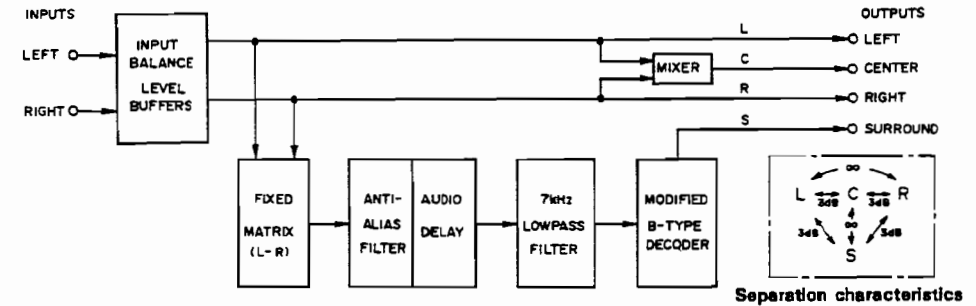 INPUTS
OUTPUTS
LEFT
RIGHT
INPUT
BALANCE
LEVEL
BUFFERS
L
C
R
S
MIXER
LEFT
CENTER
RIGHT
SURROUND
FIXED
MATRIX
(L-R)
ANTI-
ALIAS
FILTER
AUDIO
DELAY
7kHz
LOWPASS
FILTER
MODIFIED
B-TYPE
DECODER
∞
L C R
3dB 3dB
∞
3dB 3dB
S
Separation characteristics